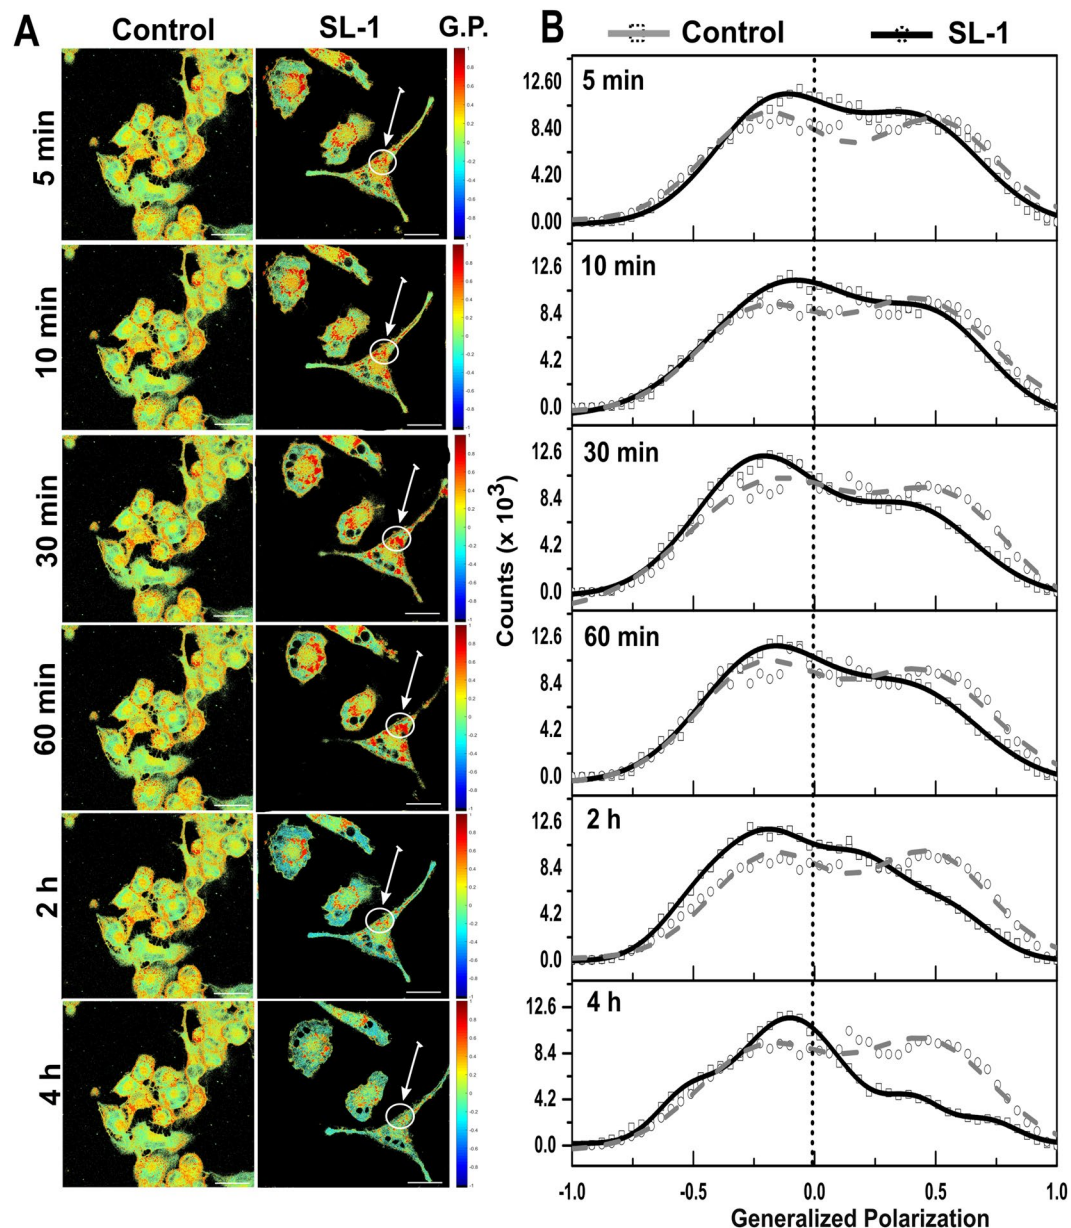 A
Control
SL-1
G.P.
5 min
10 min
30 min
60 min
2 h
4 h
B
Control
SL-1
5 min
12.60
8.40
4.20
0.00
10 min
12.6
8.4
4.2
0.0
30 min
12.6
8.4
4.2
0.0
60 min
12.6
8.4
4.2
0.0
2 h
12.6
8.4
4.2
0.0
4 h
12.6
8.4
4.2
0.0
Counts (x 10³)
-1.0 -0.5 0.0 0.5 1.0
Generalized Polarization